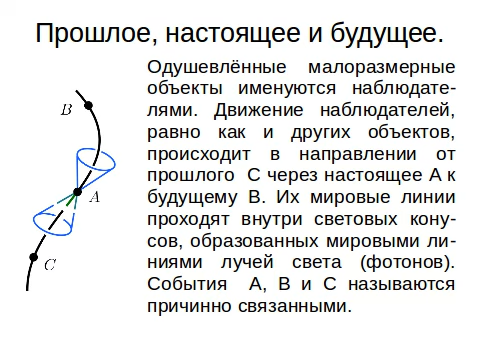 Прошлое, настоящее и будущее.
Одушевлённые малоразмерные
объекты именуются наблюдате-
лями. Движение наблюдателей,
равно как и других объектов,
происходит в направлении от
прошлого С через настоящее А к
будущему В. Их мировые линии
проходят внутри световых кону-
сов, образованных мировыми ли-
ниями лучей света (фотонов).
События А, В и С называются
причинно связанными.
B
A
C